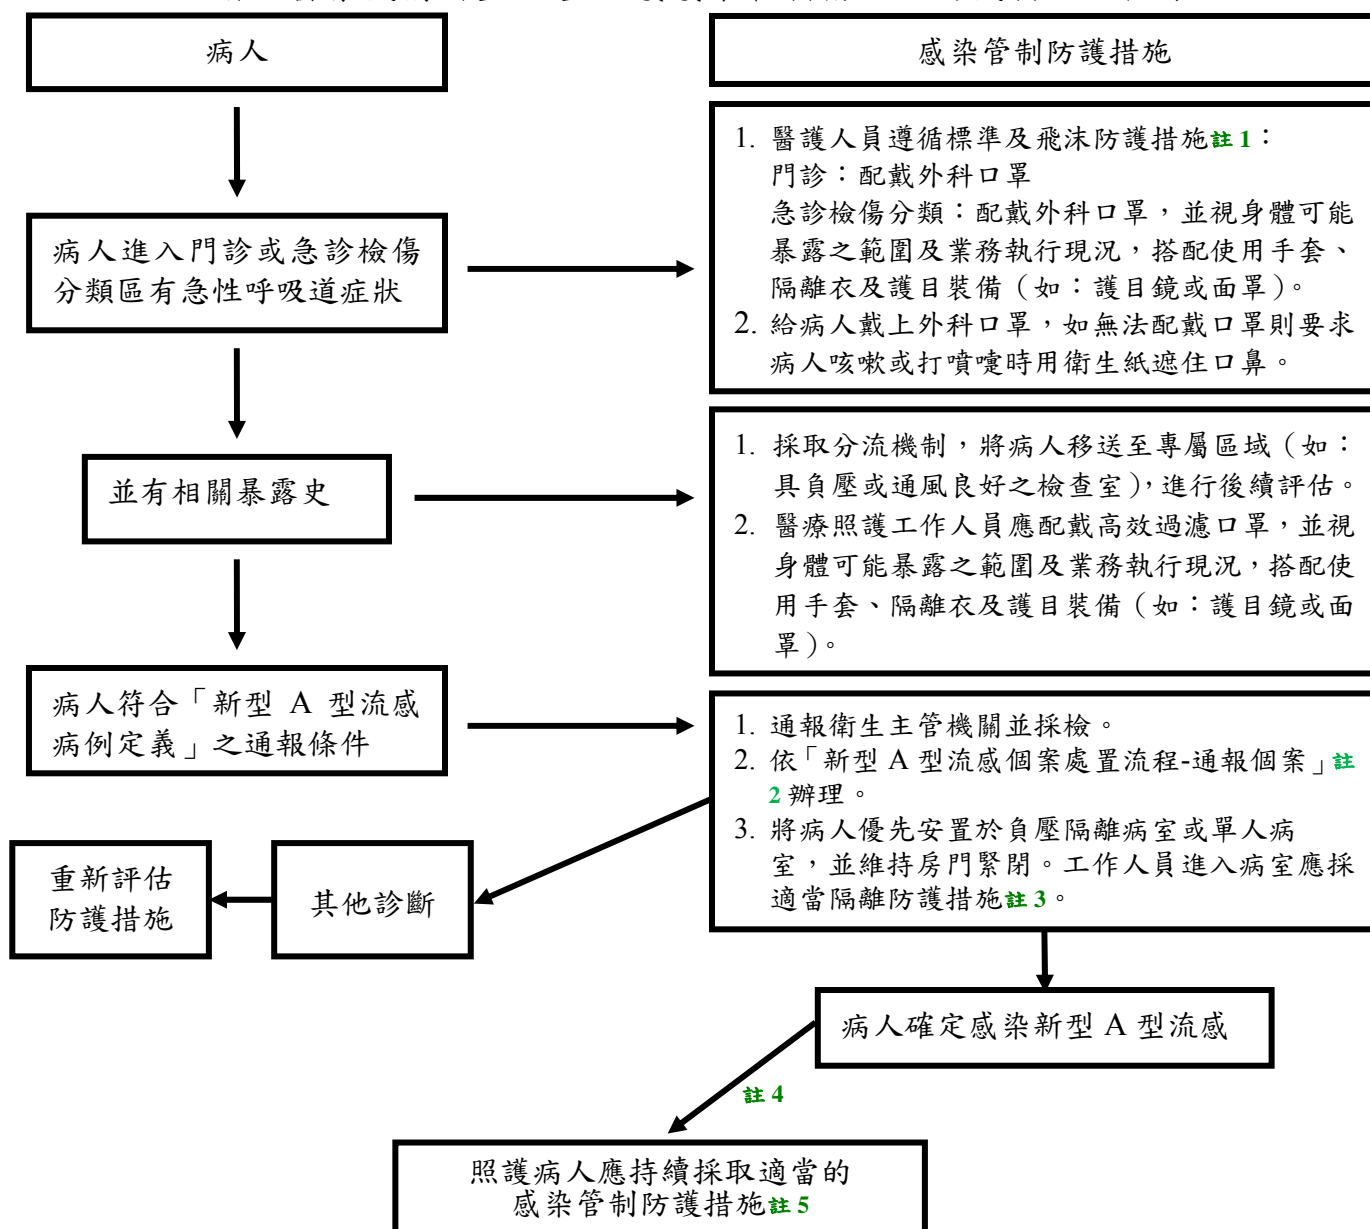 病人
感染管制防護措施
1. 醫護人員遵循標準及飛沫防護措施註 1：
門診：配戴外科口罩
急診檢傷分類：配戴外科口罩，並視身體可能
暴露之範圍及業務執行現況，搭配使用手套、
隔離衣及護目裝備（如：護目鏡或面罩）。
2. 給病人戴上外科口罩，如無法配戴口罩則要求
病人咳嗽或打噴嚏時用衛生紙遮住口鼻。
病人進入門診或急診檢傷
分類區有急性呼吸道症狀
1. 採取分流機制，將病人移送至專屬區域（如：
具負壓或通風良好之檢查室），進行後續評估。
2. 醫療照護工作人員應配戴高效過濾口罩，並視
身體可能暴露之範圍及業務執行現況，搭配使
用手套、隔離衣及護目裝備（如：護目鏡或面
罩）。
並有相關暴露史
病人符合「新型 A 型流感
病例定義」之通報條件
1. 通報衛生主管機關並採檢。
2. 依「新型 A 型流感個案處置流程-通報個案」註
2 辦理。
3. 將病人優先安置於負壓隔離病室或單人病
室，並維持房門緊閉。工作人員進入病室應採
適當隔離防護措施註 3。
重新評估
防護措施
其他診斷
病人確定感染新型 A 型流感
註 4
照護病人應持續採取適當的
感染管制防護措施註 5